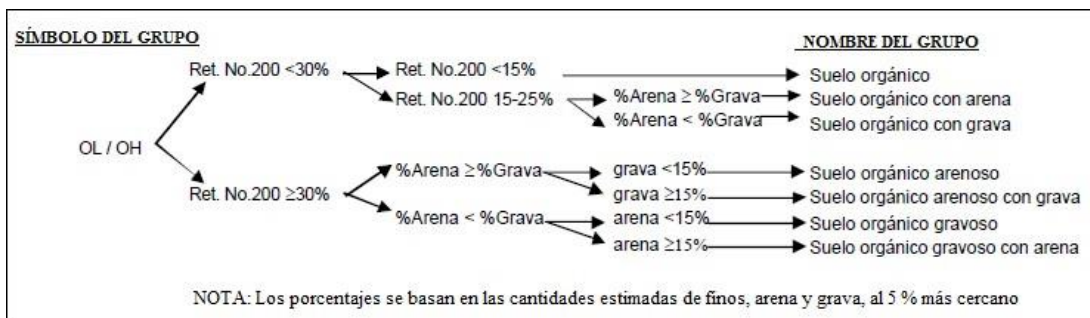 SÍMBOLO DEL GRUPO
NOMBRE DEL GRUPO
Ret. No.200 <30%
Ret. No.200 <15%
Suelo orgánico
Ret. No.200 15-25%
%Arena ≥ %Grava
Suelo orgánico con arena
%Arena < %Grava
Suelo orgánico con grava
OL / OH
Ret. No.200 ≥30%
%Arena ≥%Grava
grava <15%
Suelo orgánico arenoso
grava ≥15%
Suelo orgánico arenoso con grava
%Arena < %Grava
arena <15%
Suelo orgánico gravoso
arena ≥15%
Suelo orgánico gravoso con arena
NOTA: Los porcentajes se basan en las cantidades estimadas de finos, arena y grava, al 5 % más cercano